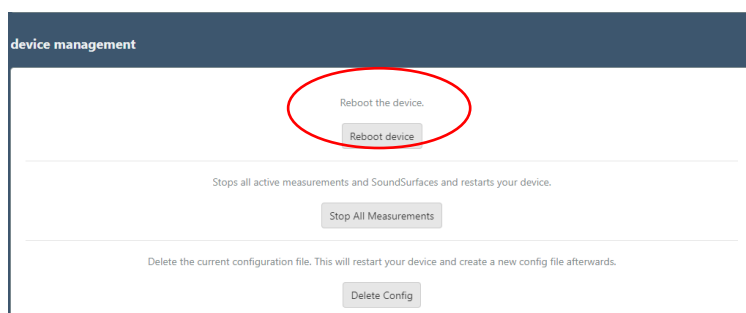 device management
Reboot the device.
Reboot device
Stops all active measurements and SoundSurfaces and restarts your device.
Stop All Measurements
Delete the current configuration file. This will restart your device and create a new config file afterwards.
Delete Config